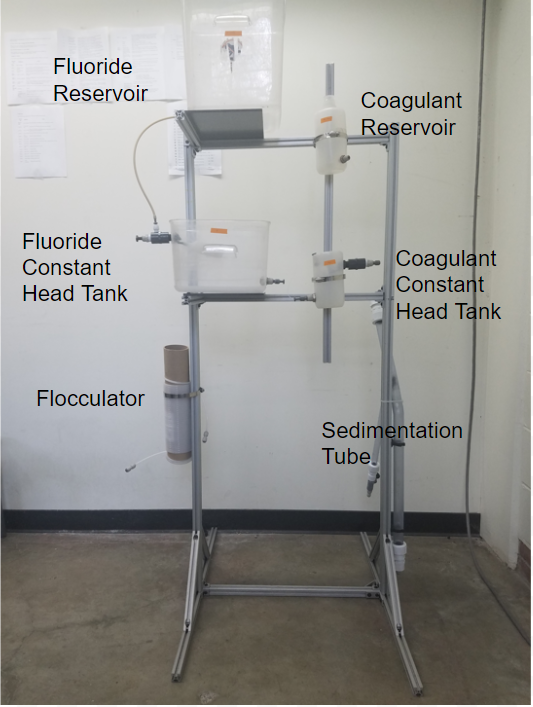 Fluoride
Reservoir
Coagulant
Reservoir
Fluoride
Constant
Head Tank
Coagulant
Constant
Head Tank
Flocculator
Sedimentation
Tube